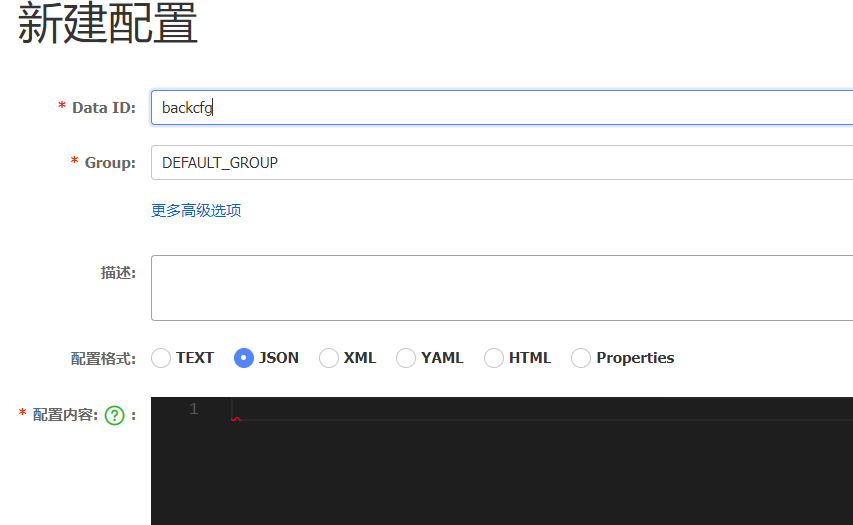 新建配置
* Data ID: backcfg
* Group: DEFAULT_GROUP
更多高级选项
描述:
配置格式: TEXT JSON XML YAML HTML Properties
* 配置内容: ? : 1